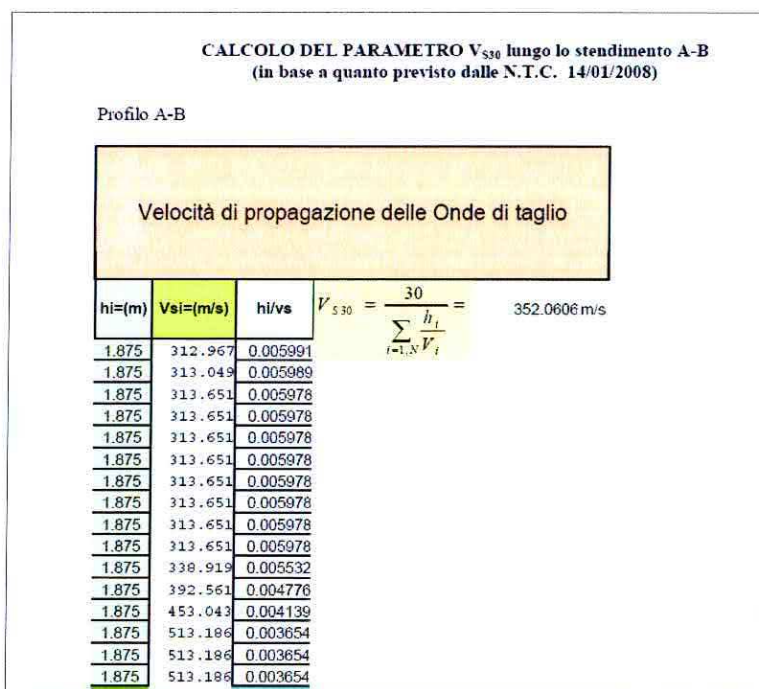 CALCOLO DEL PARAMETRO VS30 lungo lo stendimento A-B
(in base a quanto previsto dalle N.T.C. 14/01/2008)
Profilo A-B
Velocità di propagazione delle Onde di taglio
hi=(m) Vsi=(m/s) hi/vs V S 30 = 30 / ∑ i=1,N hi / Vi = 352.0606 m/s
1.875 312.967 0.005991
1.875 313.049 0.005989
1.875 313.651 0.005978
1.875 313.651 0.005978
1.875 313.651 0.005978
1.875 313.651 0.005978
1.875 313.651 0.005978
1.875 313.651 0.005978
1.875 313.651 0.005978
1.875 313.651 0.005978
1.875 338.919 0.005532
1.875 392.561 0.004776
1.875 453.043 0.004139
1.875 513.186 0.003654
1.875 513.186 0.003654
1.875 513.186 0.003654